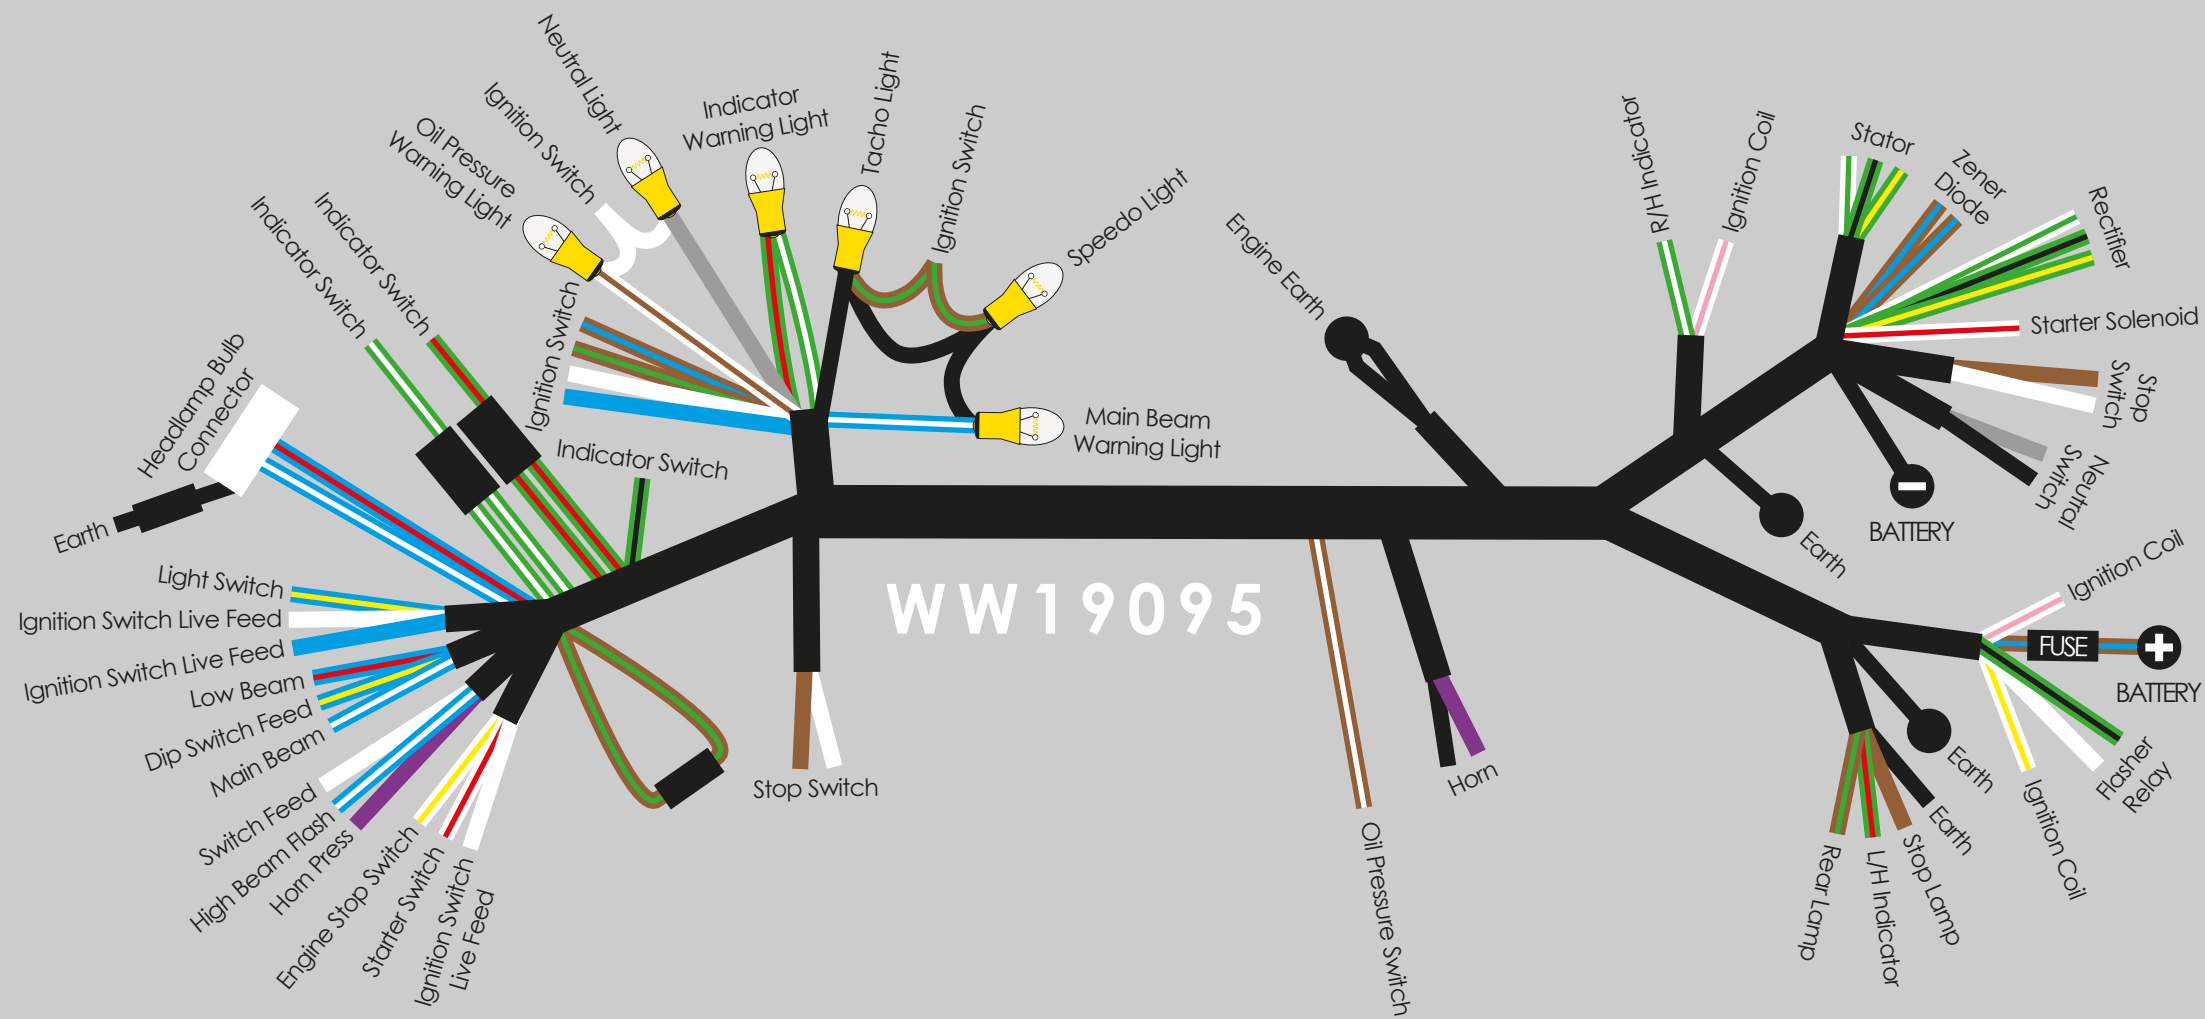 Neutral Light
Ignition Switch
Oil Pressure
Warning Light
Indicator
Warning Light
Tacho Light
Ignition Switch
Speedo Light
Indicator Switch
Indicator Switch
Ignition Switch
Headlamp Bulb
Connector
Earth
Indicator Switch
Main Beam
Warning Light
Light Switch
Ignition Switch Live Feed
Ignition Switch Live Feed
Low Beam
Dip Switch Feed
Main Beam
Switch Feed
High Beam Flash
Horn Press
Engine Stop Switch
Starter Switch
Ignition Switch
Live Feed
Stop Switch
WW19095
Engine Earth
Oil Pressure Switch
Horn
R/H Indicator
Ignition Coil
Stator
Zener
Diode
Rectifier
Starter Solenoid
Stop
Switch
Neutral
Switch
BATTERY
Earth
Ignition Coil
FUSE
BATTERY
Flasher
Relay
Ignition Coil
Earth
Earth
Stop Lamp
L/H Indicator
Rear Lamp